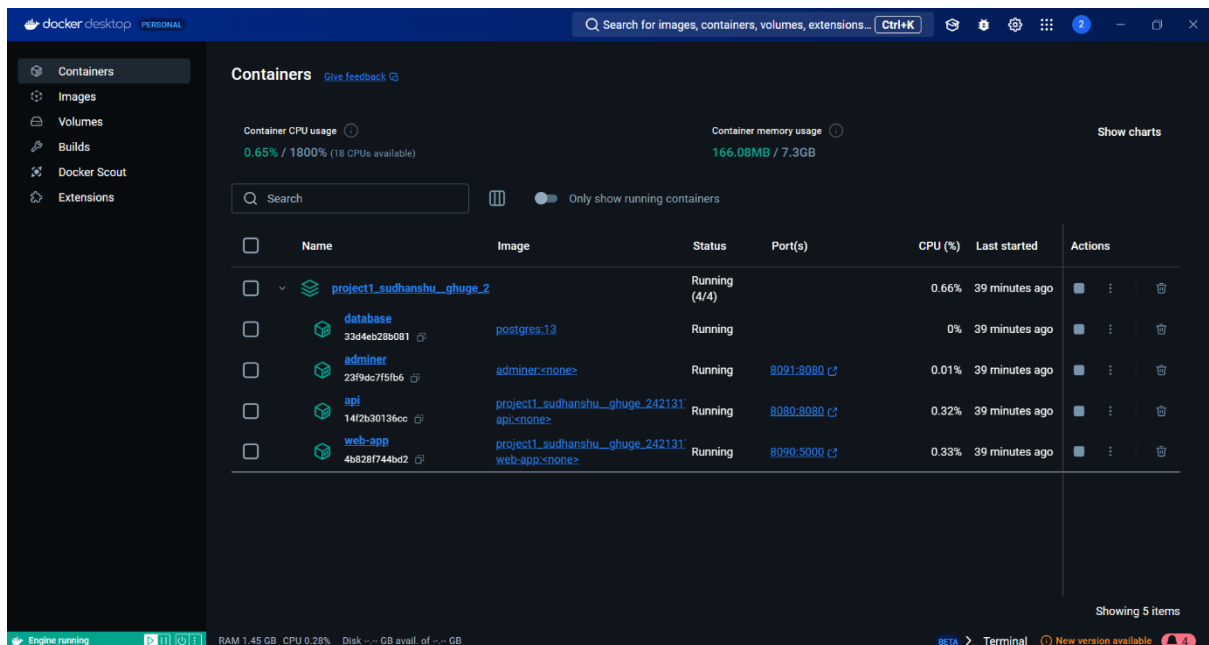 docker desktop PERSONAL Search for images, containers, volumes, extensions... Ctrl+K 2
Containers
Images
Volumes
Builds
Docker Scout
Extensions
Containers Give feedback
Container CPU usage
0.65% / 1800% (18 CPUs available)
Container memory usage
166.08MB / 7.3GB
Show charts
Search
Only show running containers
Name Image Status Port(s) CPU (%) Last started Actions
project1_sudhanshu__ghuge_2 Running (4/4) 0.66% 39 minutes ago
database
33d4eb28b081
postgres:13 Running 0% 39 minutes ago
adminer
23f9dc7f5fb6
adminer:<none> Running 8091:8080 0.01% 39 minutes ago
api
14f2b30136cc
project1_sudhanshu__ghuge_242131
api:<none>
Running 8080:8080 0.32% 39 minutes ago
web-app
4b828f744bd2
project1_sudhanshu__ghuge_242131
web-app:<none>
Running 8090:5000 0.33% 39 minutes ago
Showing 5 items
Engine running RAM 1.45 GB CPU 0.28% Disk --.-- GB avail. of --.-- GB BETA Terminal New version available 4